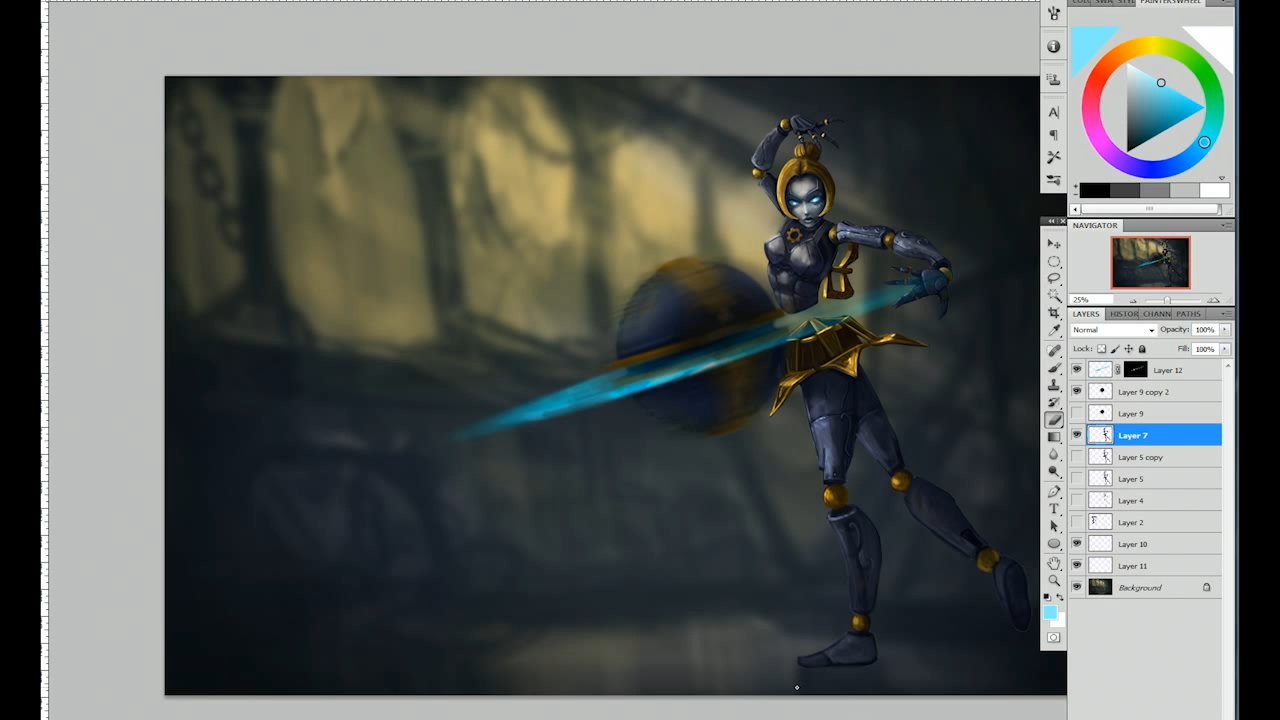 PAINTERSWHEEL
NAVIGATOR
25%
LAYERS HISTOR CHANN PATHS
Normal Opacity: 100%
Lock: Fill: 100%
Layer 12
Layer 9 copy 2
Layer 9
Layer 7
Layer 5 copy
Layer 5
Layer 4
Layer 2
Layer 10
Layer 11
Background